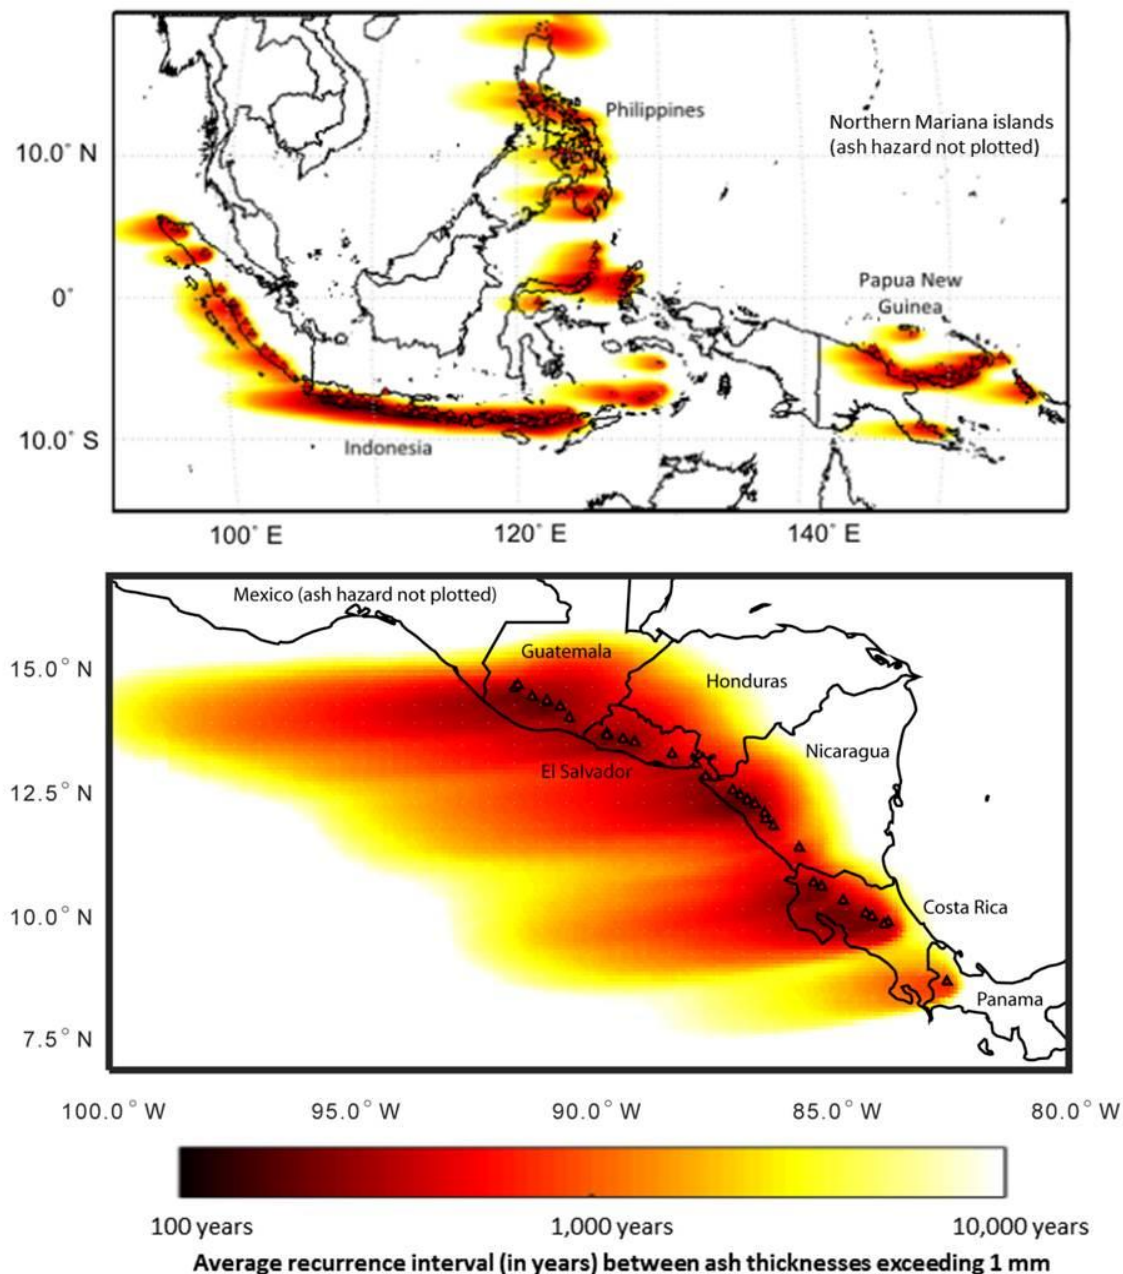 Philippines
Northern Mariana islands
(ash hazard not plotted)
10.0° N
Papua New
Guinea
0°
10.0° S
Indonesia
100° E
120° E
140° E
Mexico (ash hazard not plotted)
Guatemala
15.0° N
Honduras
Nicaragua
El Salvador
12.5° N
10.0° N
Costa Rica
Panama
7.5° N
100.0° W
95.0° W
90.0° W
85.0° W
80.0° W
100 years
1,000 years
10,000 years
Average recurrence interval (in years) between ash thicknesses exceeding 1 mm